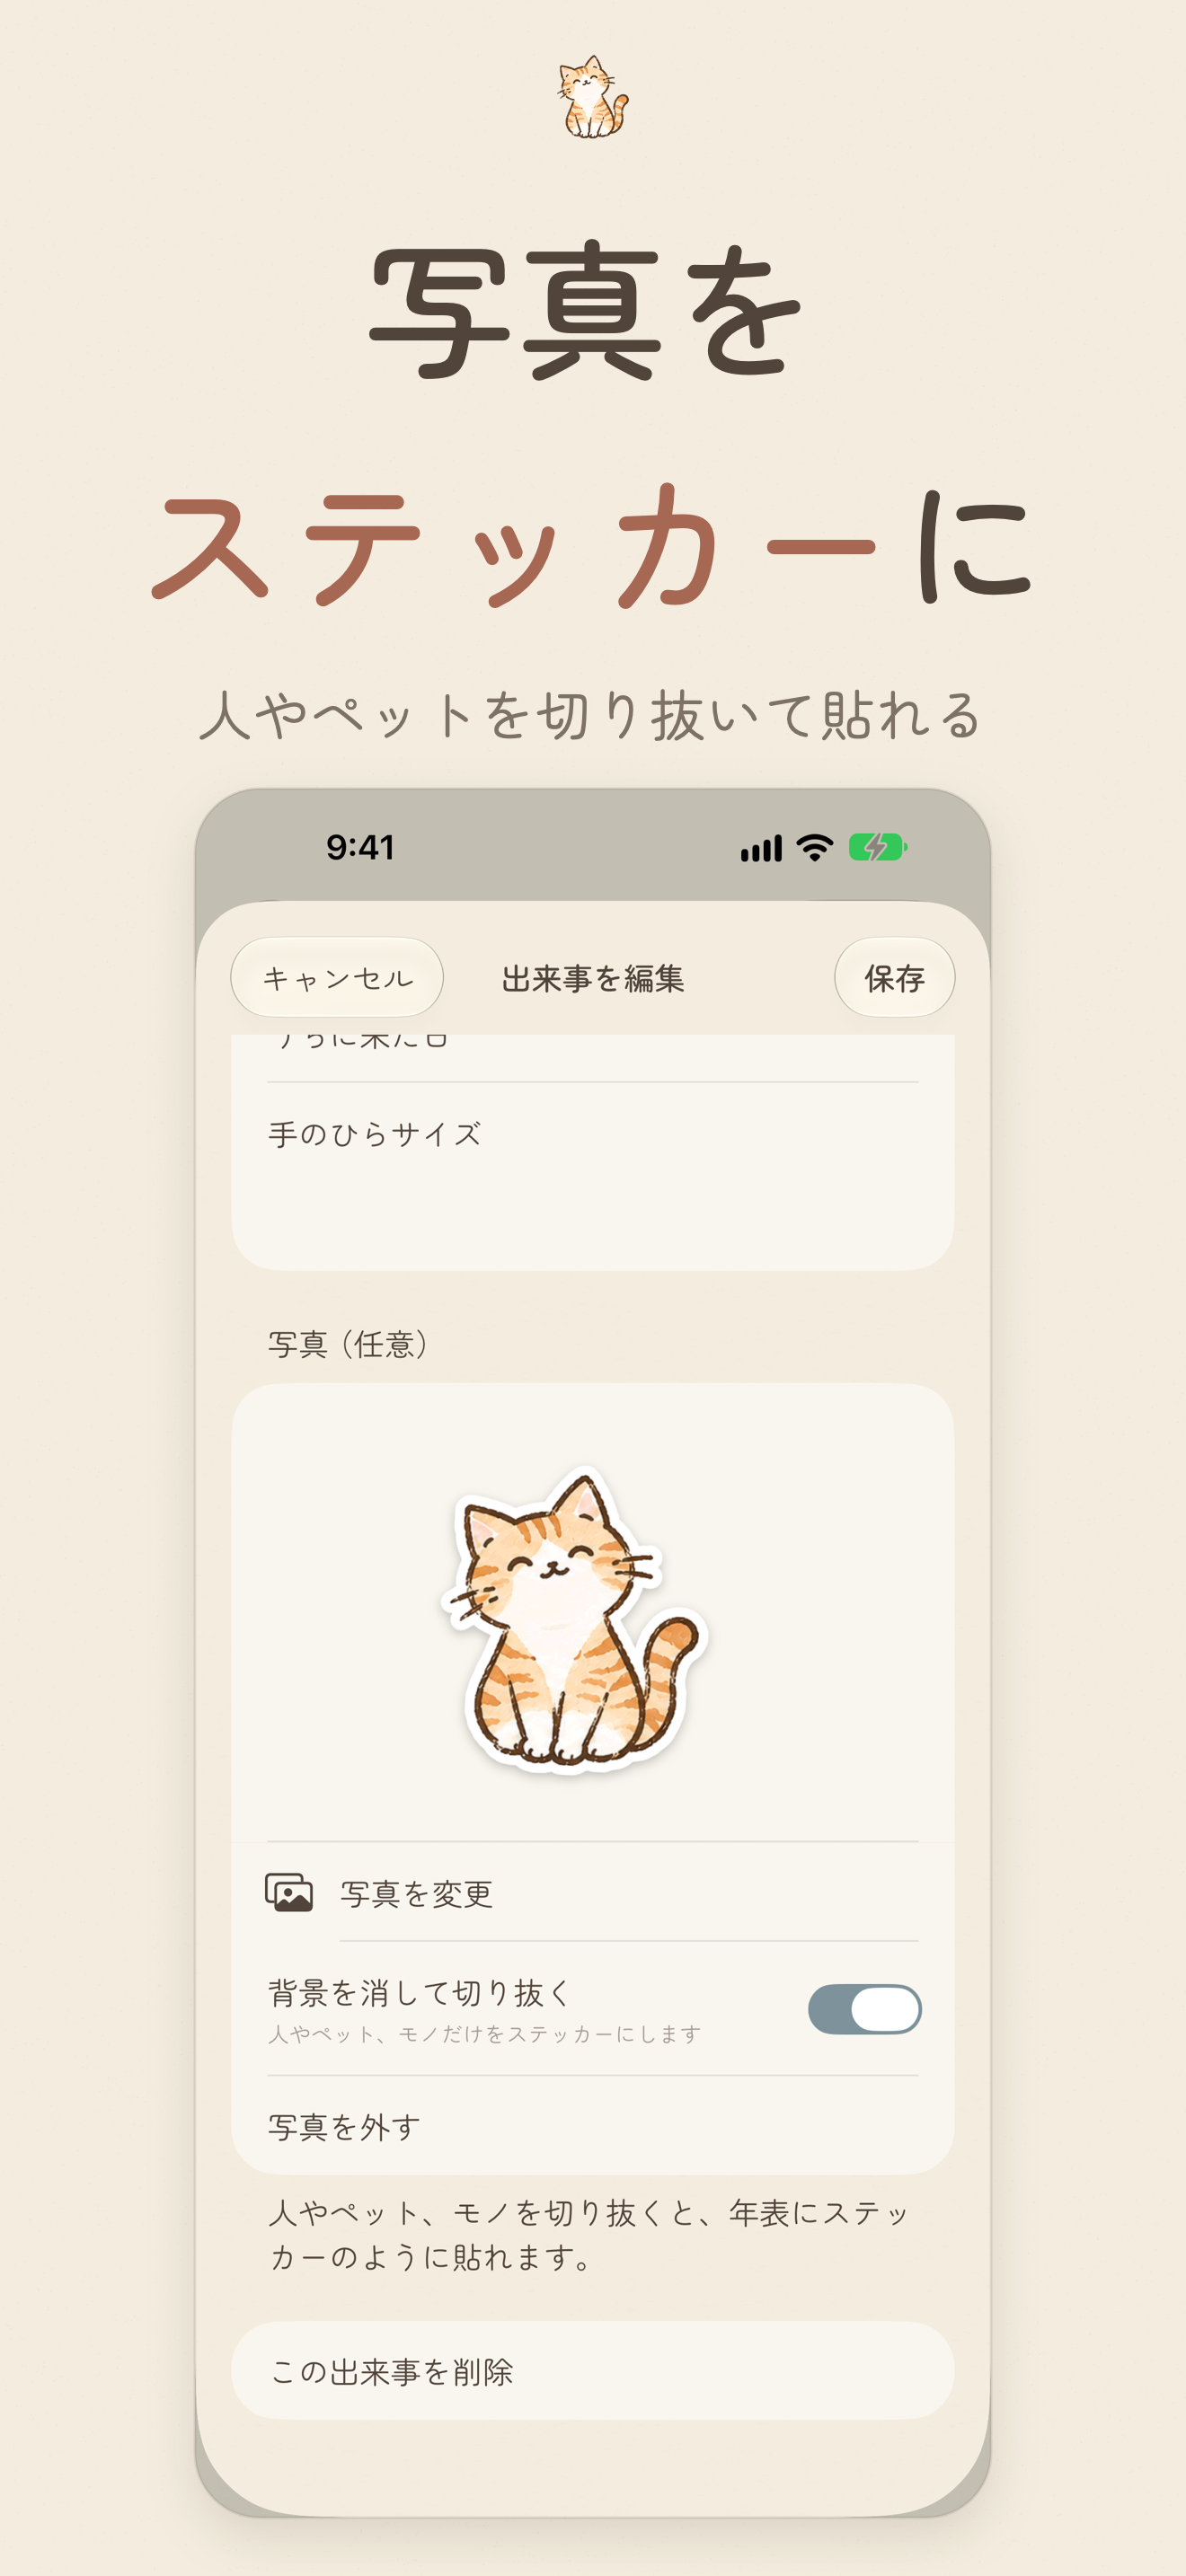 写真を
ステッカーに
人やペットを切り抜いて貼れる
9:41
キャンセル
出来事を編集
保存
うちに来た日
手のひらサイズ
写真（任意）
写真を変更
背景を消して切り抜く
人やペット、モノだけをステッカーにします
写真を外す
人やペット、モノを切り抜くと、年表にステッ
カーのように貼れます。
この出来事を削除